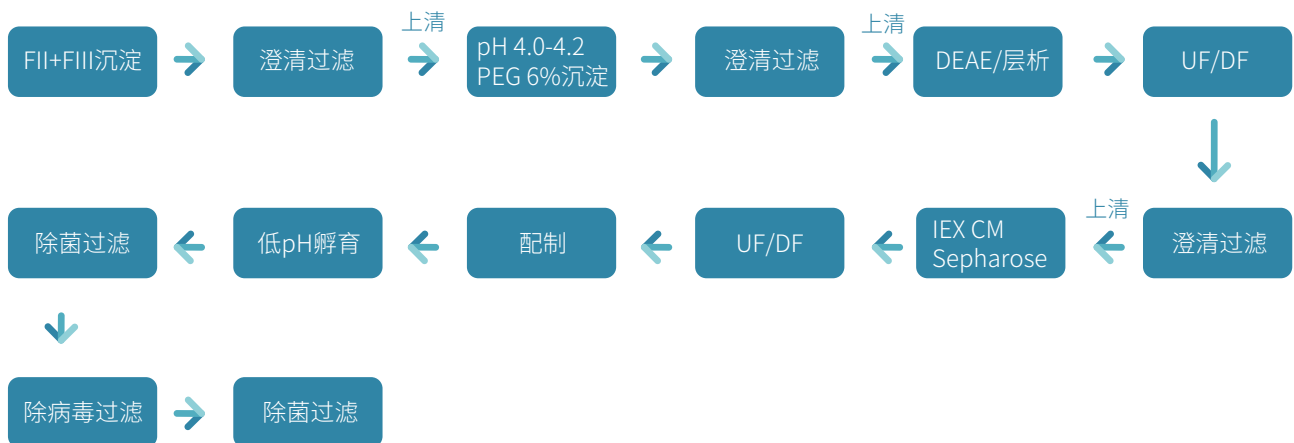 FII+FIII沉淀
澄清过滤
上清
pH 4.0-4.2
PEG 6%沉淀
澄清过滤
上清
DEAE/层析
UF/DF
澄清过滤
上清
IEX CM
Sepharose
UF/DF
配制
低pH孵育
除菌过滤
除病毒过滤
除菌过滤